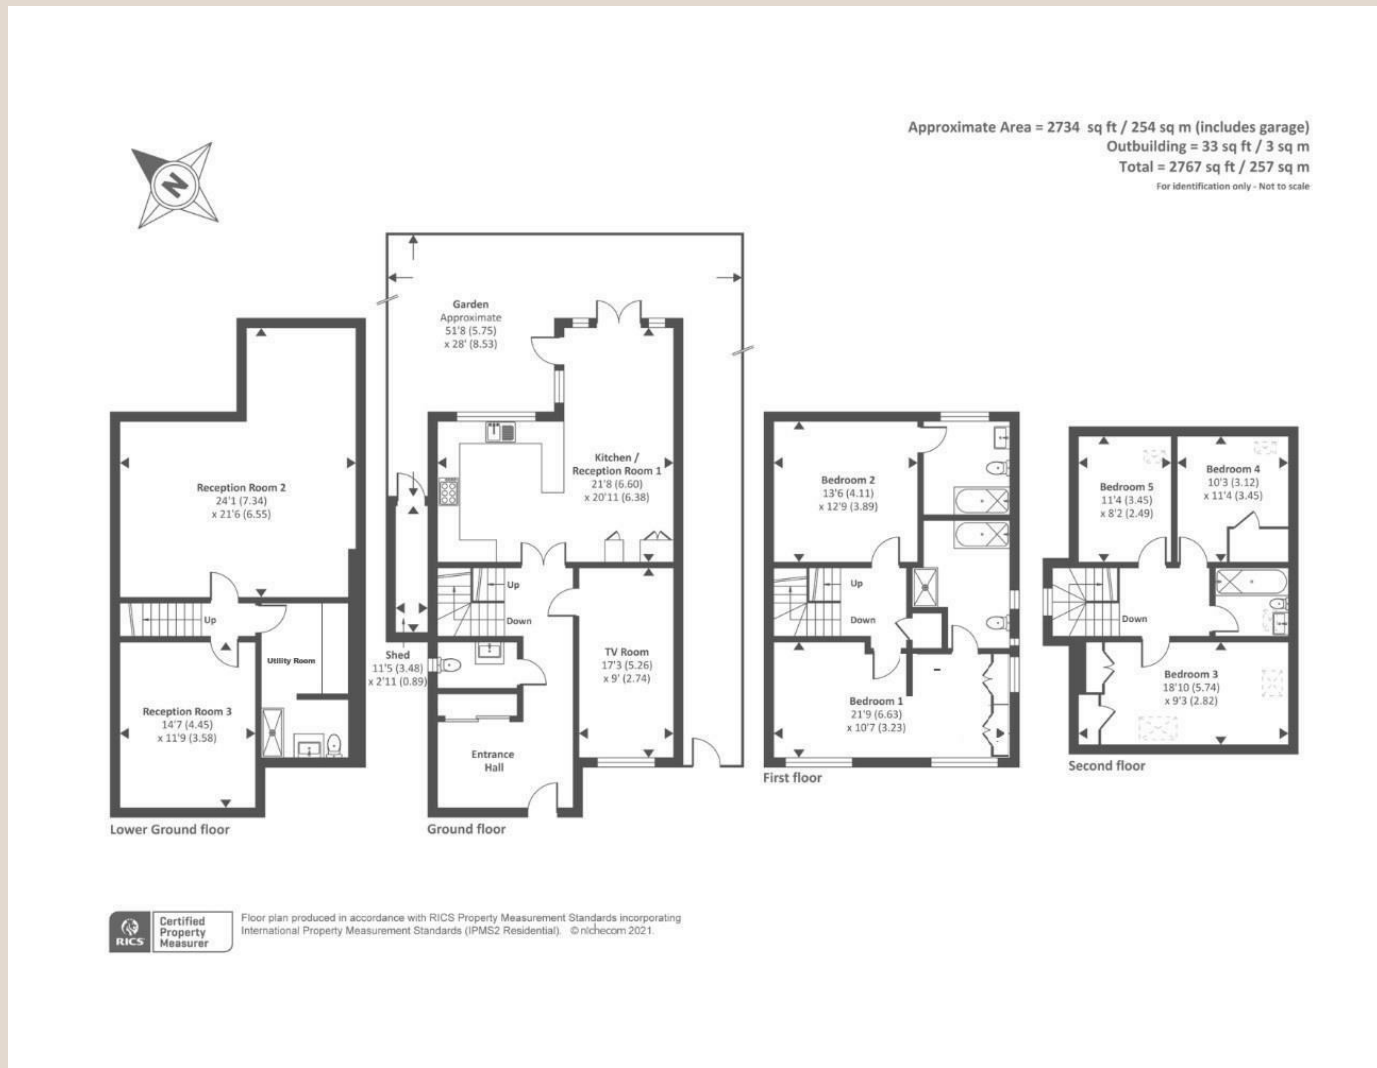 Approximate Area = 2734 sq ft / 254 sq m (includes garage)
Outbuilding = 33 sq ft / 3 sq m
Total = 2767 sq ft / 257 sq m
For identification only - Not to scale
N
Garden
Approximate
51'8 (5.75)
x 28' (8.53)
Reception Room 2
24'1 (7.34)
x 21'6 (6.55)
Up
Utility Room
Reception Room 3
14'7 (4.45)
x 11'9 (3.58)
Lower Ground floor
Kitchen /
Reception Room 1
21'8 (6.60)
x 20'11 (6.38)
Up
Down
Shed
11'5 (3.48)
x 2'11 (0.89)
TV Room
17'3 (5.26)
x 9' (2.74)
Entrance
Hall
Ground floor
Bedroom 2
13'6 (4.11)
x 12'9 (3.89)
Up
Down
Bedroom 1
21'9 (6.63)
x 10'7 (3.23)
First floor
Bedroom 5
11'4 (3.45)
x 8'2 (2.49)
Bedroom 4
10'3 (3.12)
x 11'4 (3.45)
Down
Bedroom 3
18'10 (5.74)
x 9'3 (2.82)
Second floor
RICS
Certified
Property
Measurer
Floor plan produced in accordance with RICS Property Measurement Standards incorporating
International Property Measurement Standards (IPMS2 Residential). © nichecom 2021.